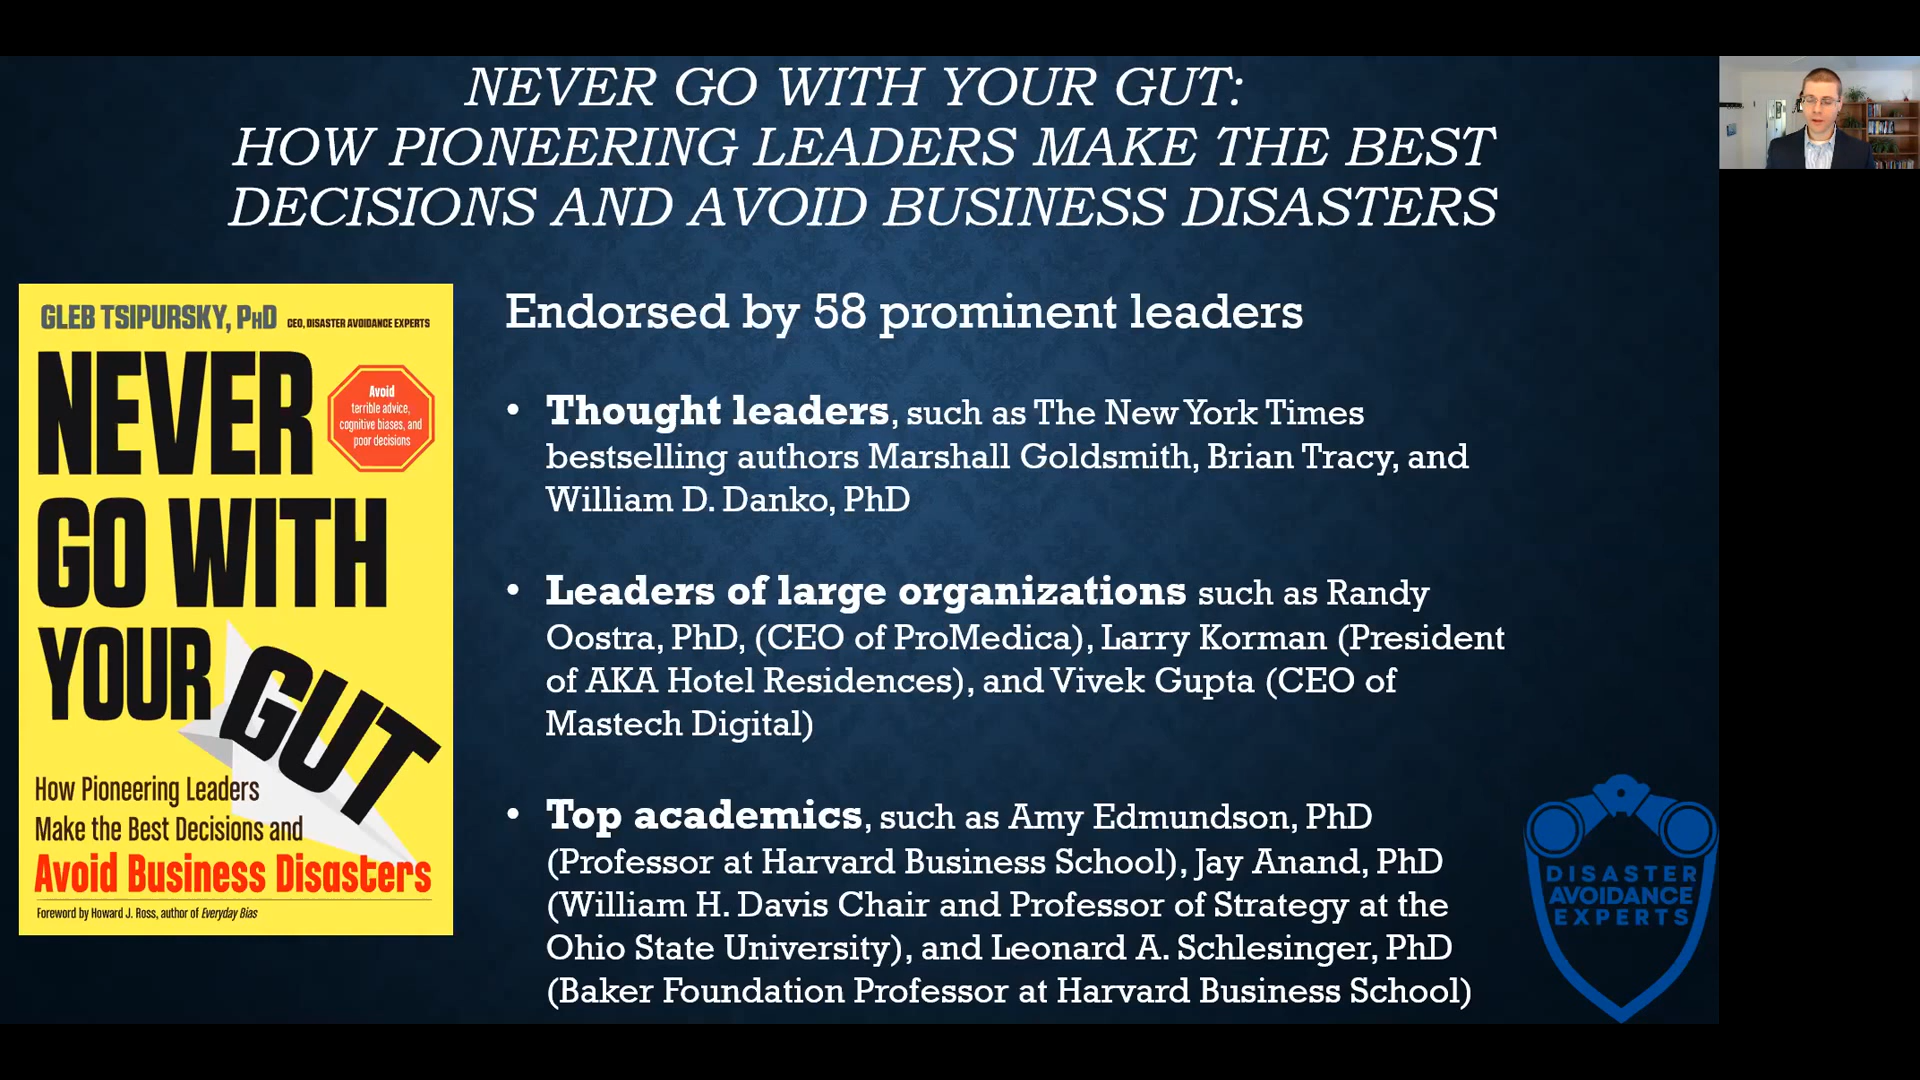 NEVER GO WITH YOUR GUT:
HOW PIONEERING LEADERS MAKE THE BEST
DECISIONS AND AVOID BUSINESS DISASTERS
GLEB TSIPURSKY, PHD CEO, DISASTER AVOIDANCE EXPERTS
NEVER
GO WITH
YOUR GUT
Avoid
terrible advice,
cognitive biases, and
poor decisions
How Pioneering Leaders
Make the Best Decisions and
Avoid Business Disasters
Foreword by Howard J. Ross, author of Everyday Bias
Endorsed by 58 prominent leaders
• Thought leaders, such as The New York Times
bestselling authors Marshall Goldsmith, Brian Tracy, and
William D. Danko, PhD
• Leaders of large organizations such as Randy
Oostra, PhD, (CEO of ProMedica), Larry Korman (President
of AKA Hotel Residences), and Vivek Gupta (CEO of
Mastech Digital)
• Top academics, such as Amy Edmundson, PhD
(Professor at Harvard Business School), Jay Anand, PhD
(William H. Davis Chair and Professor of Strategy at the
Ohio State University), and Leonard A. Schlesinger, PhD
(Baker Foundation Professor at Harvard Business School)
DISASTER
AVOIDANCE
EXPERTS